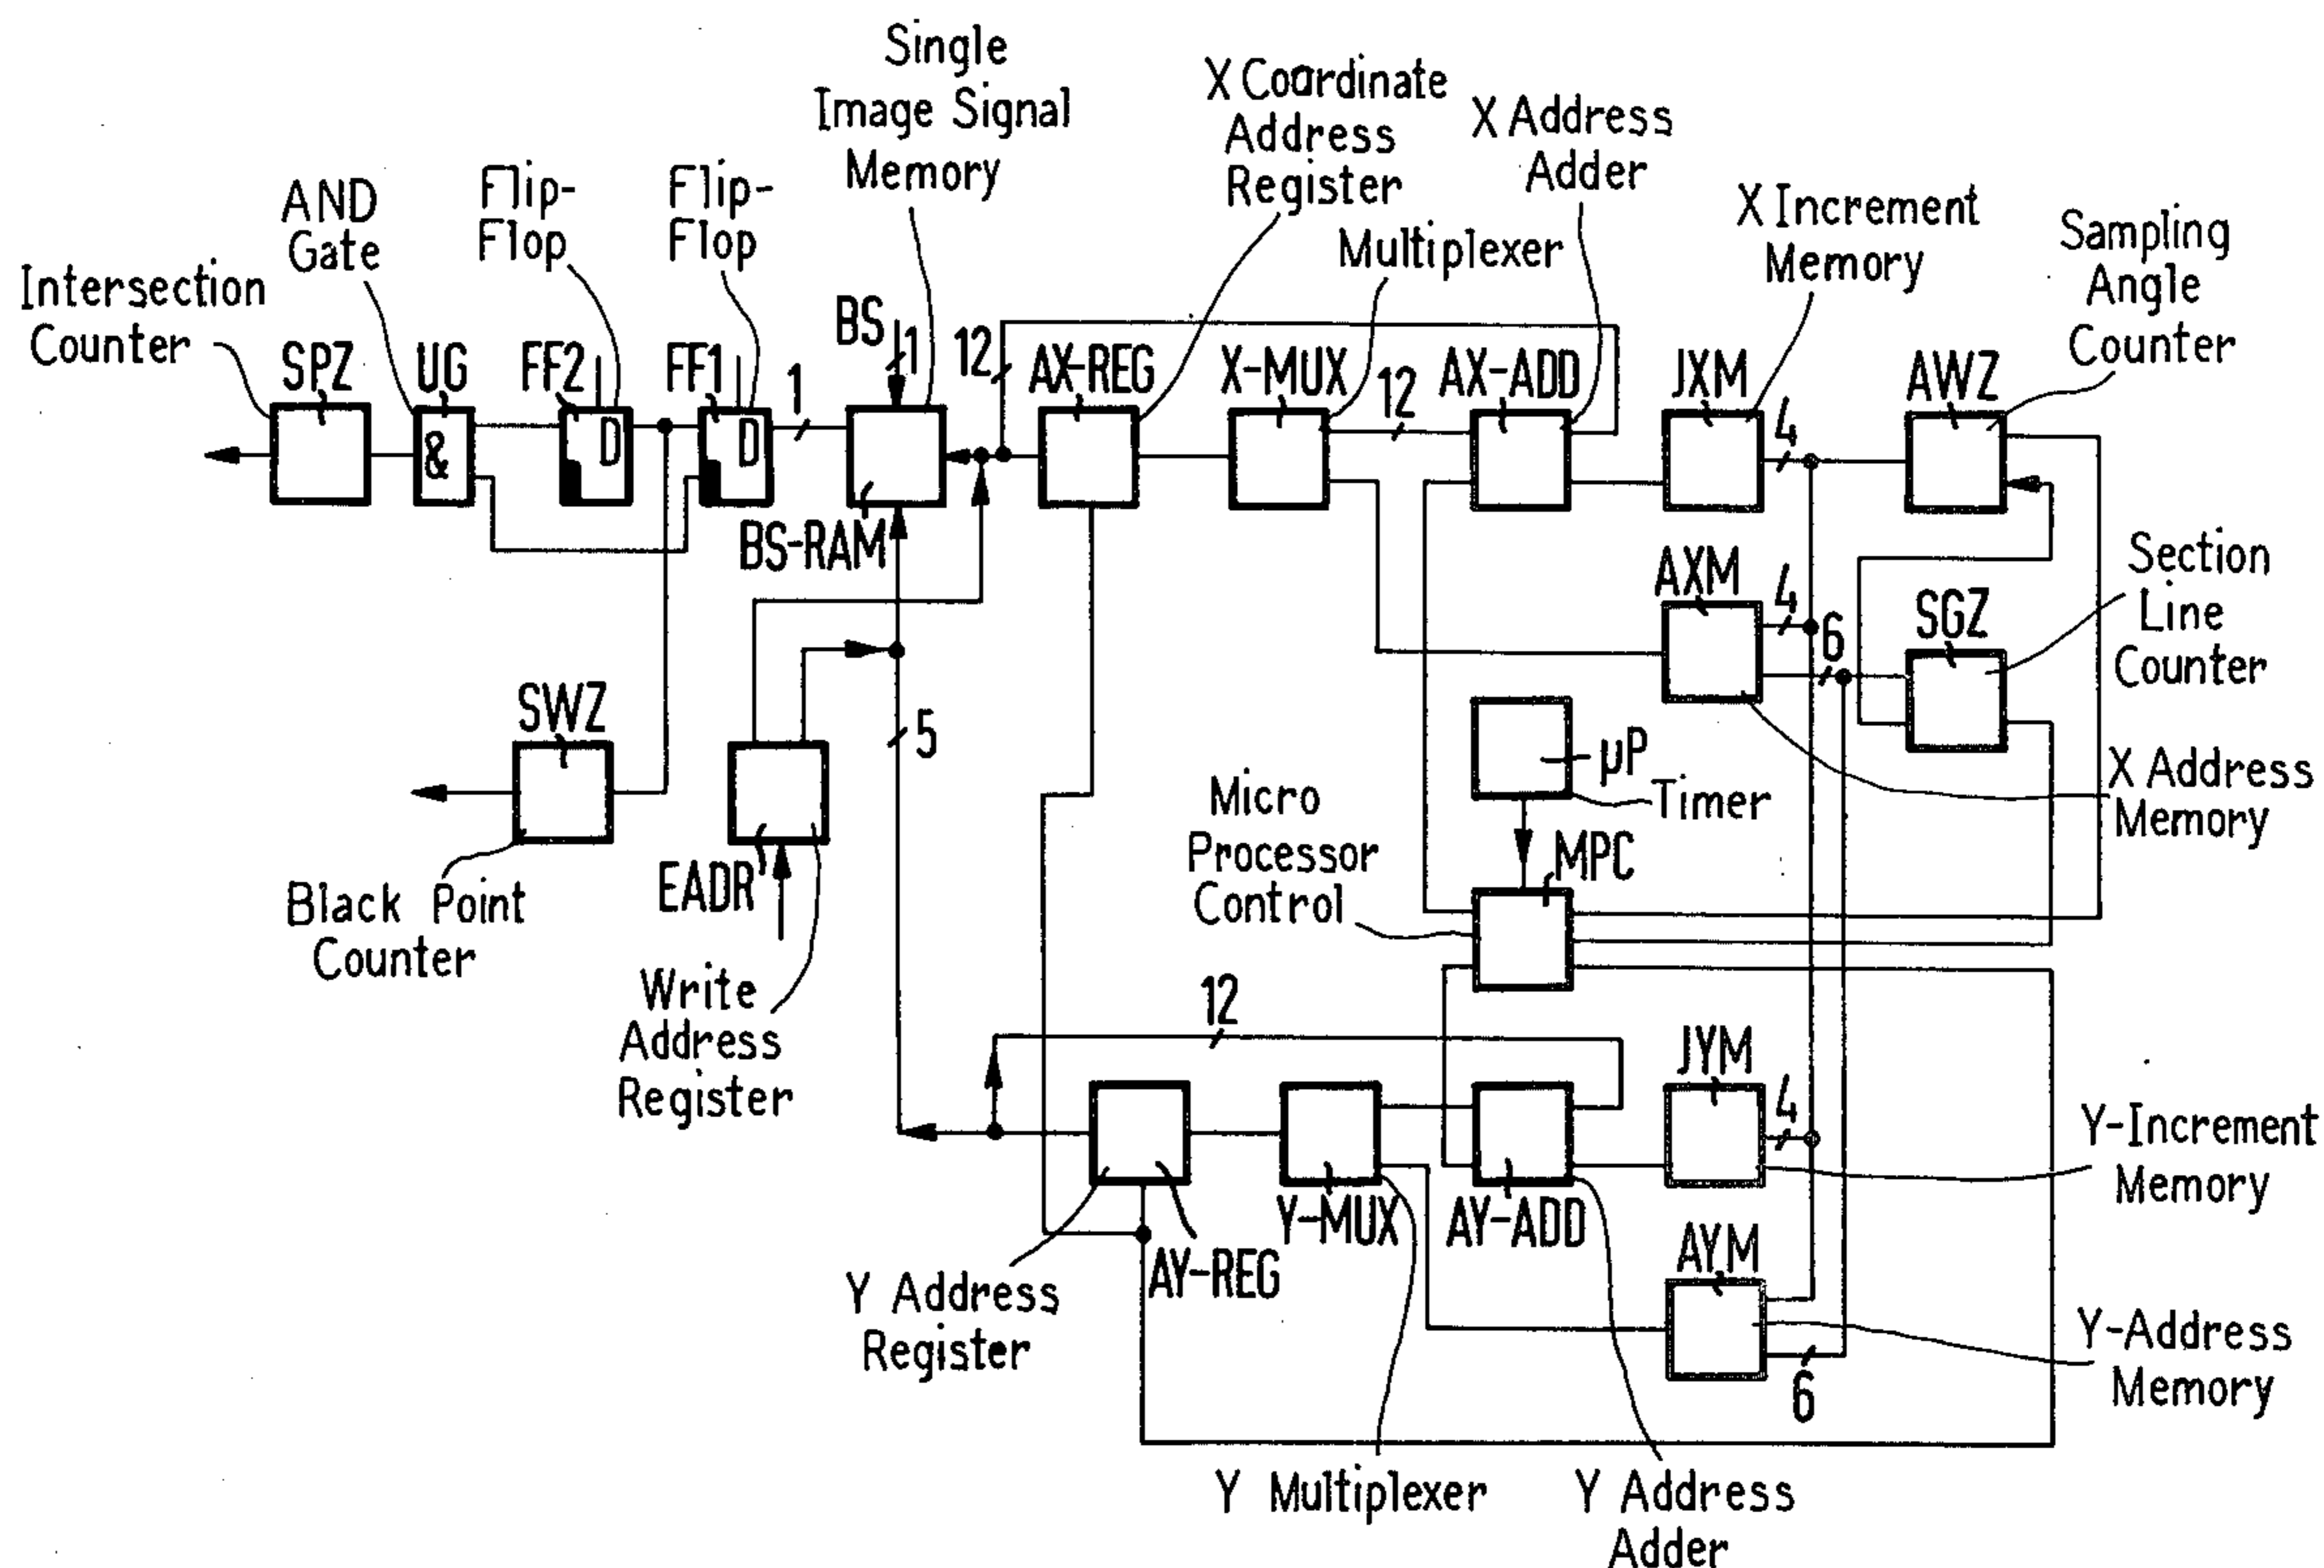 Single
Image Signal
Memory
X Coordinate
Address
Register
X Address
Adder
AND
Gate
Flip-
Flop
Flip-
Flop
Multiplexer
X Increment
Memory
Sampling
Angle
Counter
Intersection
Counter
SPZ
UG
FF2
FF1
1
BS
1
12
AX-REG
X-MUX
12
AX-ADD
JXM
4
AWZ
&
D
D
BS-RAM
AXM
4
6
SGZ
Section
Line
Counter
SWZ
5
µP
Timer
X Address
Memory
Micro
Processor
Control
MPC
EADR
Black Point
Counter
Write
Address
Register
12
JYM
4
Y-Increment
Memory
Y-MUX
AY-ADD
AY-REG
AYM
6
Y Address
Register
Y-Address
Memory
Y Multiplexer
Y Address
Adder